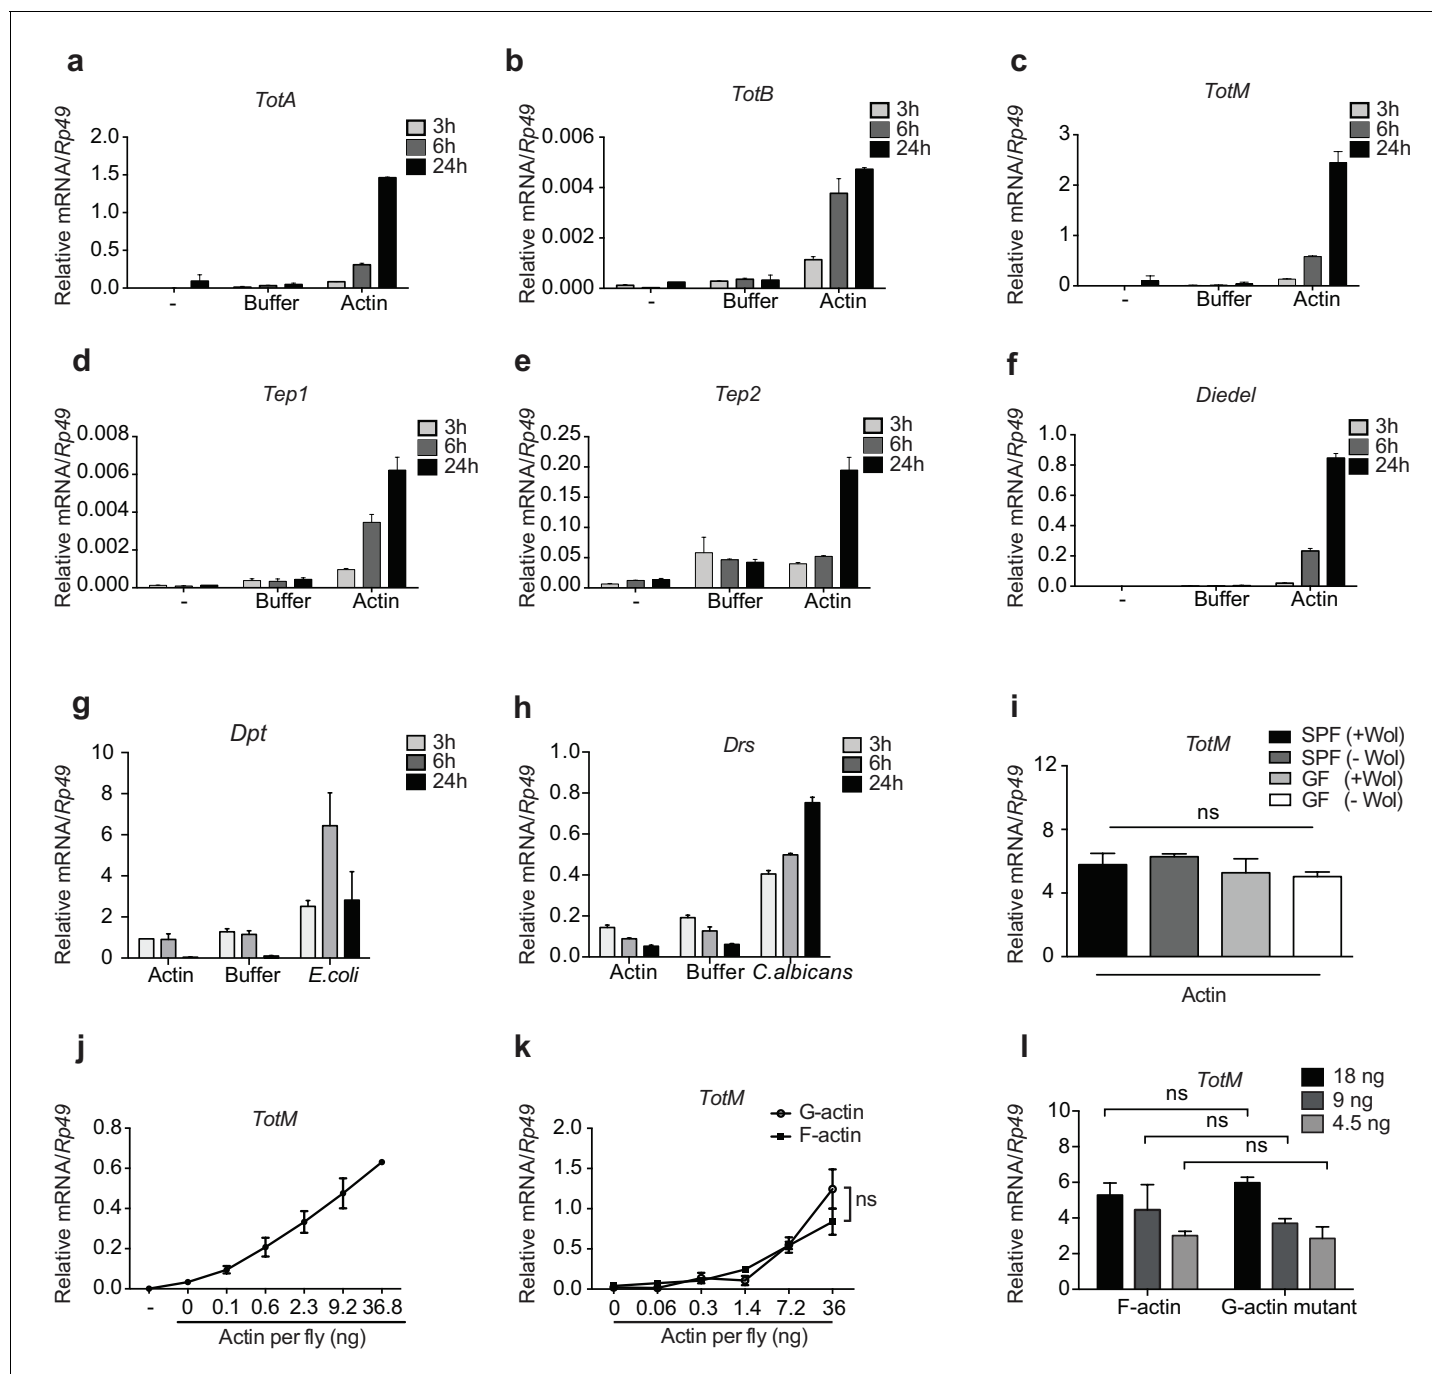 a
TotA
Relative mRNA/Rp49
2.0
1.5
1.0
0.5
0.0
3h
6h
24h
- Buffer Actin
b
TotB
Relative mRNA/Rp49
0.006
0.004
0.002
0.000
3h
6h
24h
- Buffer Actin
c
TotM
Relative mRNA/Rp49
3
2
1
0
3h
6h
24h
- Buffer Actin
d
Tep1
Relative mRNA/Rp49
0.008
0.006
0.004
0.002
0.000
3h
6h
24h
- Buffer Actin
e
Tep2
Relative mRNA/Rp49
0.25
0.20
0.15
0.10
0.05
0.00
3h
6h
24h
- Buffer Actin
f
Diedel
Relative mRNA/Rp49
1.0
0.8
0.6
0.4
0.2
0.0
3h
6h
24h
- Buffer Actin
g
Dpt
Relative mRNA/Rp49
10
8
6
4
2
0
3h
6h
24h
Actin Buffer E.coli
h
Drs
Relative mRNA/Rp49
1.0
0.8
0.6
0.4
0.2
0.0
3h
6h
24h
Actin Buffer C.albicans
i
TotM
Relative mRNA/Rp49
12
8
4
0
SPF (+Wol)
SPF (- Wol)
GF (+Wol)
GF (- Wol)
ns
Actin
j
TotM
Relative mRNA/Rp49
0.8
0.6
0.4
0.2
0.0
- 0 0.1 0.6 2.3 9.2 36.8
Actin per fly (ng)
k
TotM
Relative mRNA/Rp49
2.0
1.5
1.0
0.5
0.0
G-actin
F-actin
ns
0 0.06 0.3 1.4 7.2 36
Actin per fly (ng)
l
TotM
Relative mRNA/Rp49
10
8
6
4
2
0
18 ng
9 ng
4.5 ng
ns
ns
ns
F-actin G-actin mutant